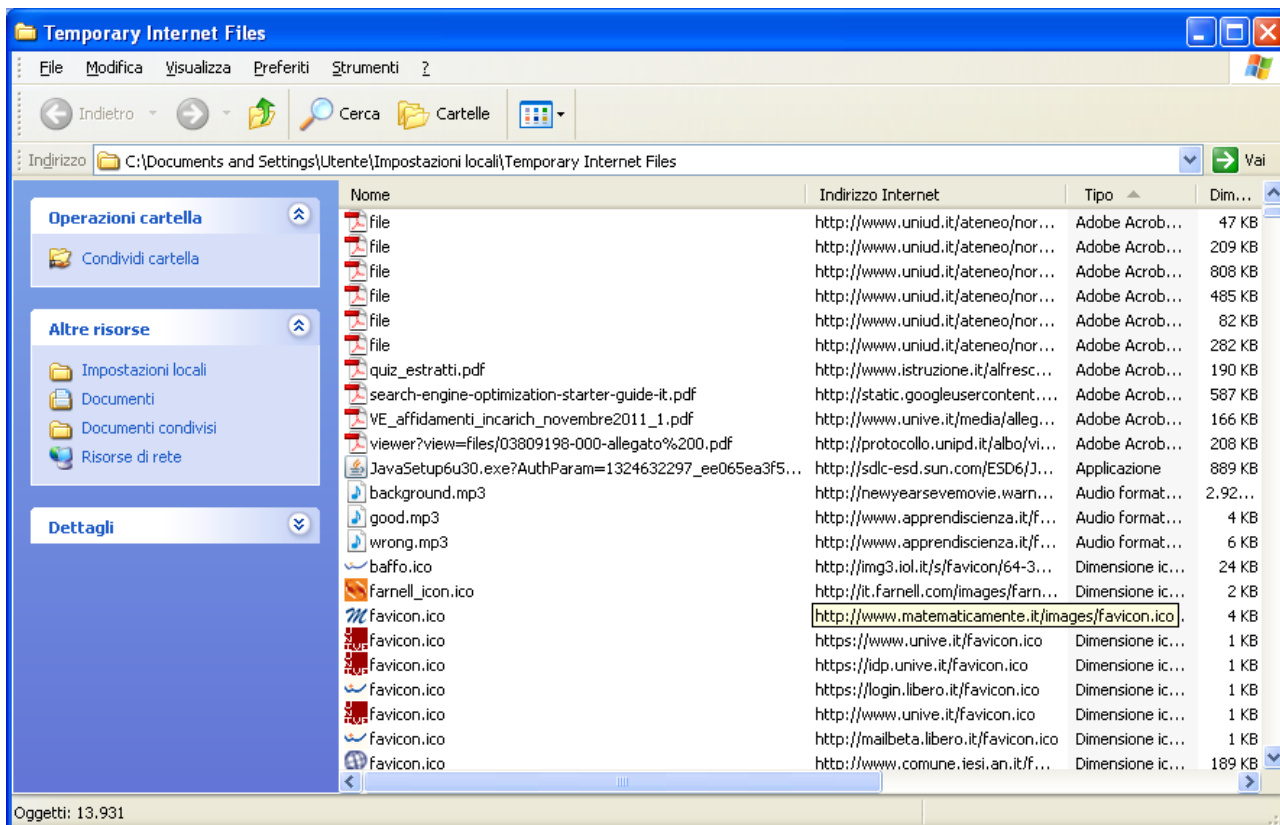 Temporary Internet Files
File Modifica Visualizza Preferiti Strumenti ?
Indietro Cerca Cartelle
Indirizzo C:\Documents and Settings\Utente\Impostazioni locali\Temporary Internet Files Vai
Operazioni cartella
Condividi cartella
Altre risorse
Impostazioni locali
Documenti
Documenti condivisi
Risorse di rete
Dettagli
Nome Indirizzo Internet Tipo Dim...
file http://www.uniud.it/ateneo/nor... Adobe Acrob... 47 KB
file http://www.uniud.it/ateneo/nor... Adobe Acrob... 209 KB
file http://www.uniud.it/ateneo/nor... Adobe Acrob... 808 KB
file http://www.uniud.it/ateneo/nor... Adobe Acrob... 485 KB
file http://www.uniud.it/ateneo/nor... Adobe Acrob... 82 KB
file http://www.uniud.it/ateneo/nor... Adobe Acrob... 282 KB
quiz_estratti.pdf http://www.istruzione.it/alfresc... Adobe Acrob... 190 KB
search-engine-optimization-starter-guide-it.pdf http://static.googleusercontent.... Adobe Acrob... 587 KB
VE_affidamenti_incarich_novembre2011_1.pdf http://www.unive.it/media/alleg... Adobe Acrob... 166 KB
viewer?view=files/03809198-000-allegato%200.pdf http://protocollo.unipd.it/albo/vi... Adobe Acrob... 208 KB
JavaSetup6u30.exe?AuthParam=1324632297_ee065ea3f5... http://sdlc-esd.sun.com/ESD6/J... Applicazione 889 KB
background.mp3 http://newyearsevemovie.warn... Audio format... 2.92...
good.mp3 http://www.apprendiscienza.it/f... Audio format... 4 KB
wrong.mp3 http://www.apprendiscienza.it/f... Audio format... 6 KB
baffo.ico http://img3.iol.it/s/favicon/64-3... Dimensione ic... 24 KB
farnell_icon.ico http://it.farnell.com/images/farn... Dimensione ic... 2 KB
favicon.ico http://www.matematicamente.it/images/favicon.ico . 4 KB
favicon.ico https://www.unive.it/favicon.ico Dimensione ic... 1 KB
favicon.ico https://idp.unive.it/favicon.ico Dimensione ic... 1 KB
favicon.ico https://login.libero.it/favicon.ico Dimensione ic... 1 KB
favicon.ico http://www.unive.it/favicon.ico Dimensione ic... 1 KB
favicon.ico http://mailbeta.libero.it/favicon.ico Dimensione ic... 1 KB
favicon.ico http://www.comune.jesi.an.it/f... Dimensione ic... 189 KB
Oggetti: 13.931